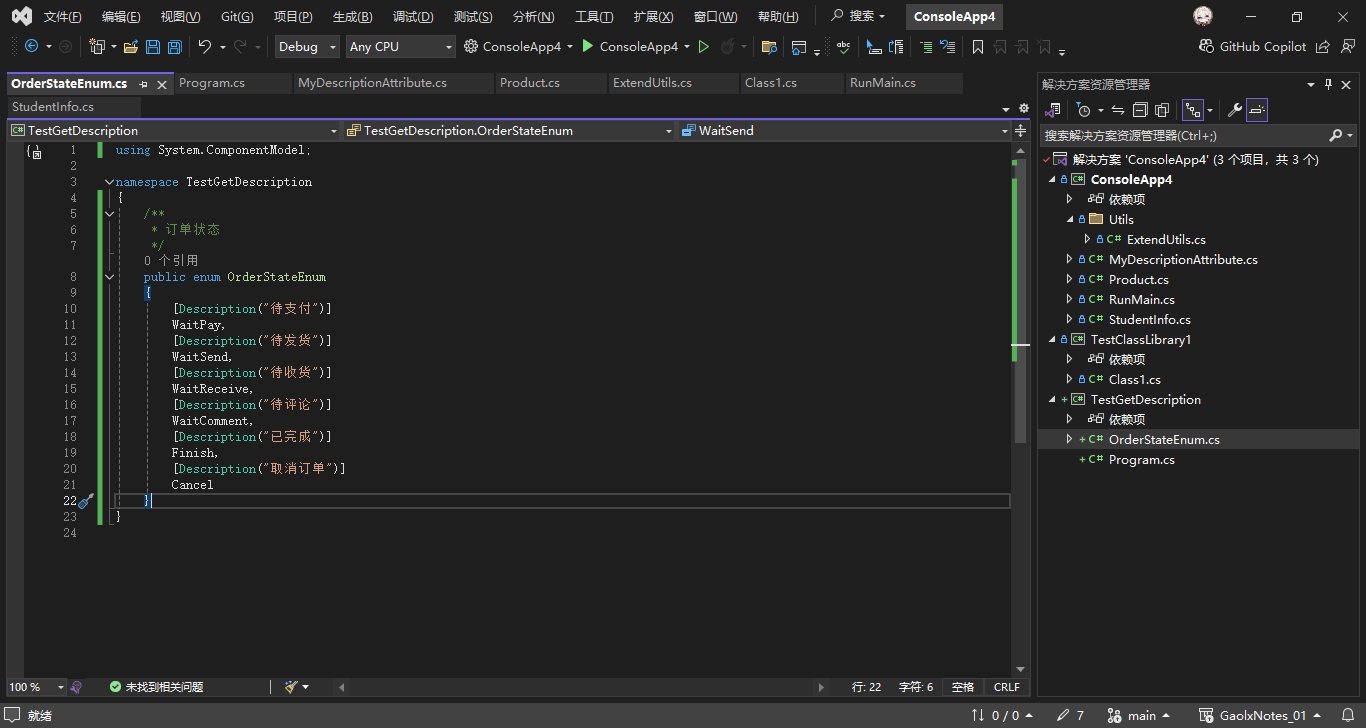 文件(F) 编辑(E) 视图(V) Git(G) 项目(P) 生成(B) 调试(D) 测试(S) 分析(N) 工具(T) 扩展(X) 窗口(W) 帮助(H) 搜索 ConsoleApp4
Debug Any CPU ConsoleApp4 ConsoleApp4 abc GitHub Copilot
OrderStateEnum.cs Program.cs MyDescriptionAttribute.cs Product.cs ExtendUtils.cs Class1.cs RunMain.cs
StudentInfo.cs
C# TestGetDescription TestGetDescription.OrderStateEnum WaitSend
1 using System.ComponentModel;
2
3 namespace TestGetDescription
4 {
5 /**
6 * 订单状态
7 */
0 个引用
8 public enum OrderStateEnum
9 {
10 [Description("待支付")]
11 WaitPay,
12 [Description("待发货")]
13 WaitSend,
14 [Description("待收货")]
15 WaitReceive,
16 [Description("待评论")]
17 WaitComment,
18 [Description("已完成")]
19 Finish,
20 [Description("取消订单")]
21 Cancel
22 }
23 }
24
100 % 未找到相关问题 行: 22 字符: 6 空格 CRLF
解决方案资源管理器
搜索解决方案资源管理器(Ctrl+;)
解决方案 'ConsoleApp4' (3 个项目，共 3 个)
C# ConsoleApp4
依赖项
Utils
C# ExtendUtils.cs
C# MyDescriptionAttribute.cs
C# Product.cs
C# RunMain.cs
C# StudentInfo.cs
C# TestClassLibrary1
依赖项
C# Class1.cs
+ C# TestGetDescription
依赖项
+ C# OrderStateEnum.cs
+ C# Program.cs
就绪 0 / 0 7 main GaolxNotes_01